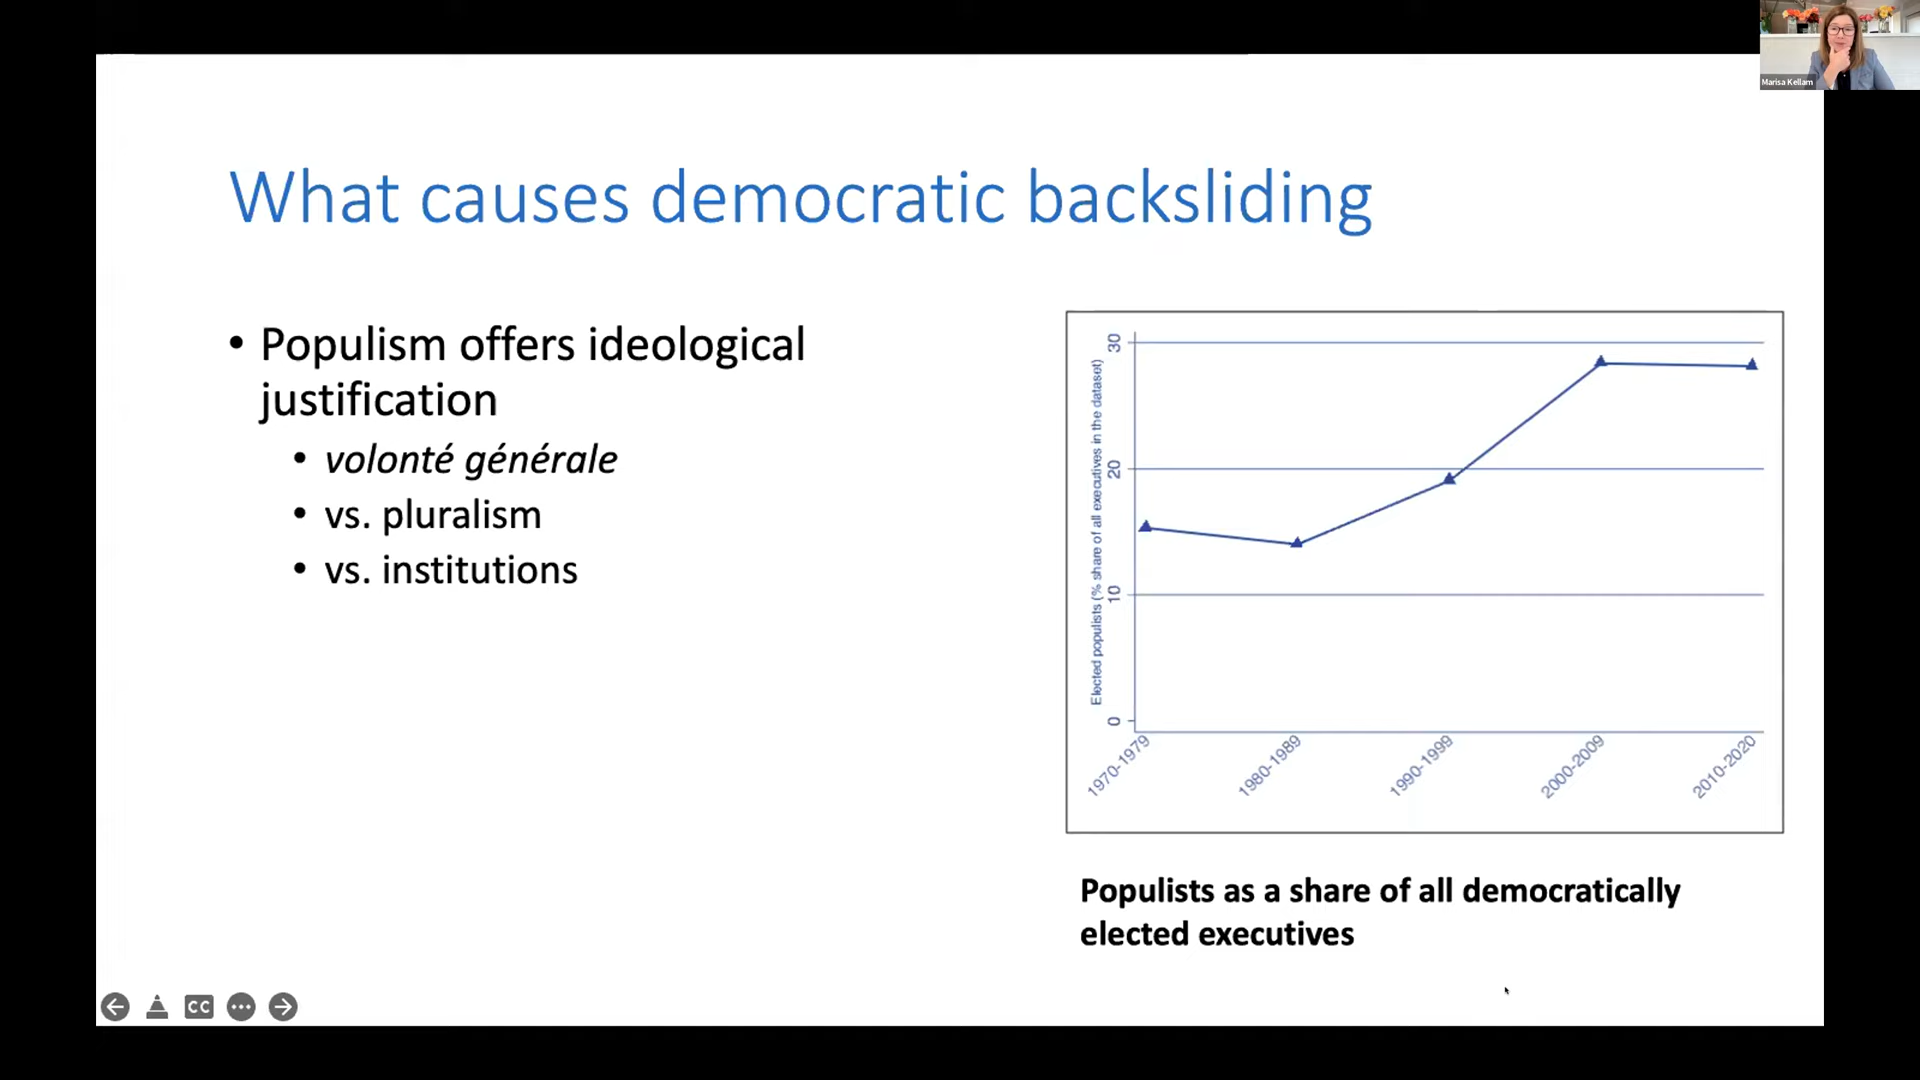 Marisa Kellam
What causes democratic backsliding
• Populism offers ideological
justification
• volonté générale
• vs. pluralism
• vs. institutions
Elected populists (% share of all executives in the dataset)
30
20
10
0
1970-1979
1980-1989
1990-1999
2000-2009
2010-2020
Populists as a share of all democratically
elected executives
CC